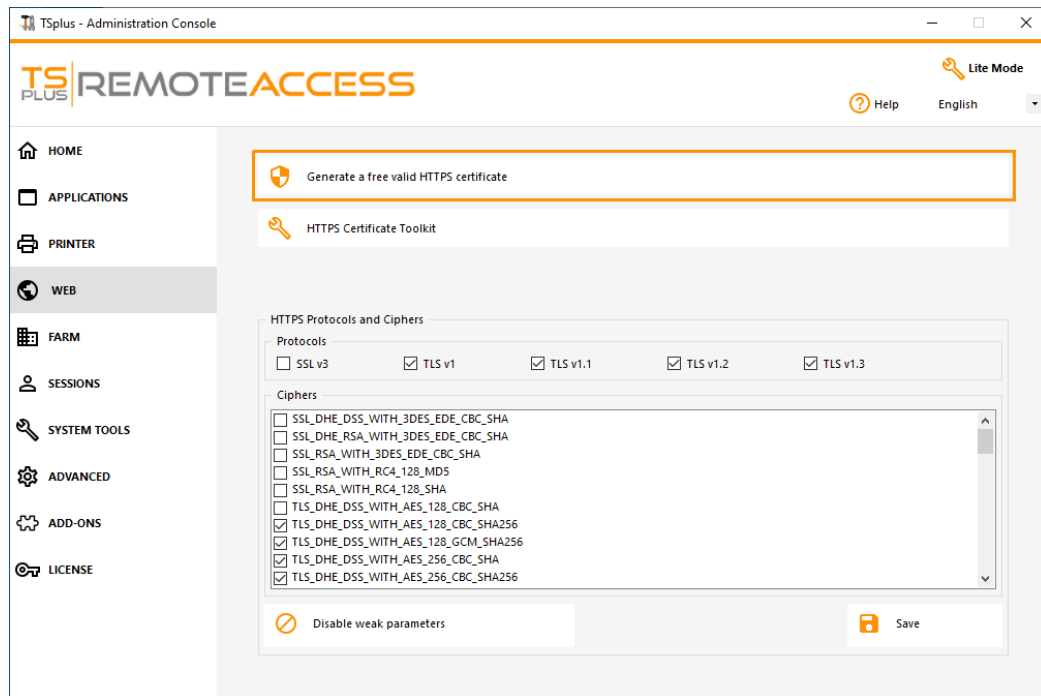 TSplus - Administration Console
TS PLUS REMOTEACCESS
Lite Mode
Help English
HOME
APPLICATIONS
PRINTER
WEB
FARM
SESSIONS
SYSTEM TOOLS
ADVANCED
ADD-ONS
LICENSE
Generate a free valid HTTPS certificate
HTTPS Certificate Toolkit
HTTPS Protocols and Ciphers
Protocols
SSL v3 TLS v1 TLS v1.1 TLS v1.2 TLS v1.3
Ciphers
SSL_DHE_DSS_WITH_3DES_EDE_CBC_SHA
SSL_DHE_RSA_WITH_3DES_EDE_CBC_SHA
SSL_RSA_WITH_3DES_EDE_CBC_SHA
SSL_RSA_WITH_RC4_128_MD5
SSL_RSA_WITH_RC4_128_SHA
TLS_DHE_DSS_WITH_AES_128_CBC_SHA
TLS_DHE_DSS_WITH_AES_128_CBC_SHA256
TLS_DHE_DSS_WITH_AES_128_GCM_SHA256
TLS_DHE_DSS_WITH_AES_256_CBC_SHA
TLS_DHE_DSS_WITH_AES_256_CBC_SHA256
Disable weak parameters
Save